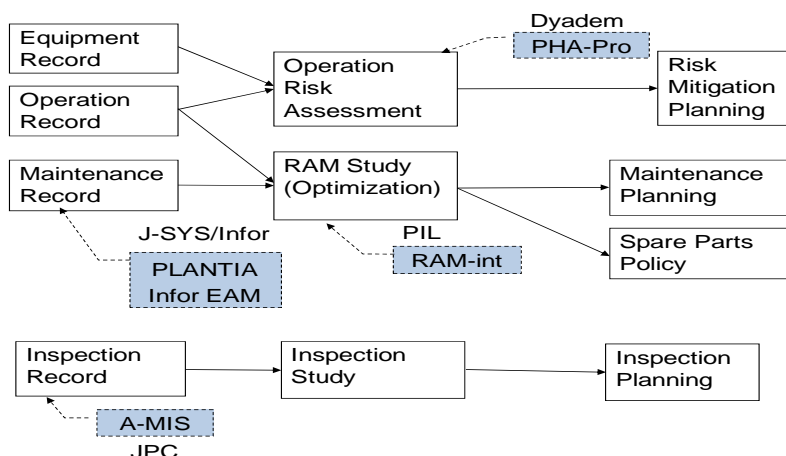 Dyadem
PHA-Pro
Equipment
Record
Operation
Risk
Assessment
Risk
Mitigation
Planning
Operation
Record
Maintenance
Record
RAM Study
(Optimization)
Maintenance
Planning
J-SYS/Infor
PLANTIA
Infor EAM
PIL
RAM-int
Spare Parts
Policy
Inspection
Record
Inspection
Study
Inspection
Planning
A-MIS
JPC